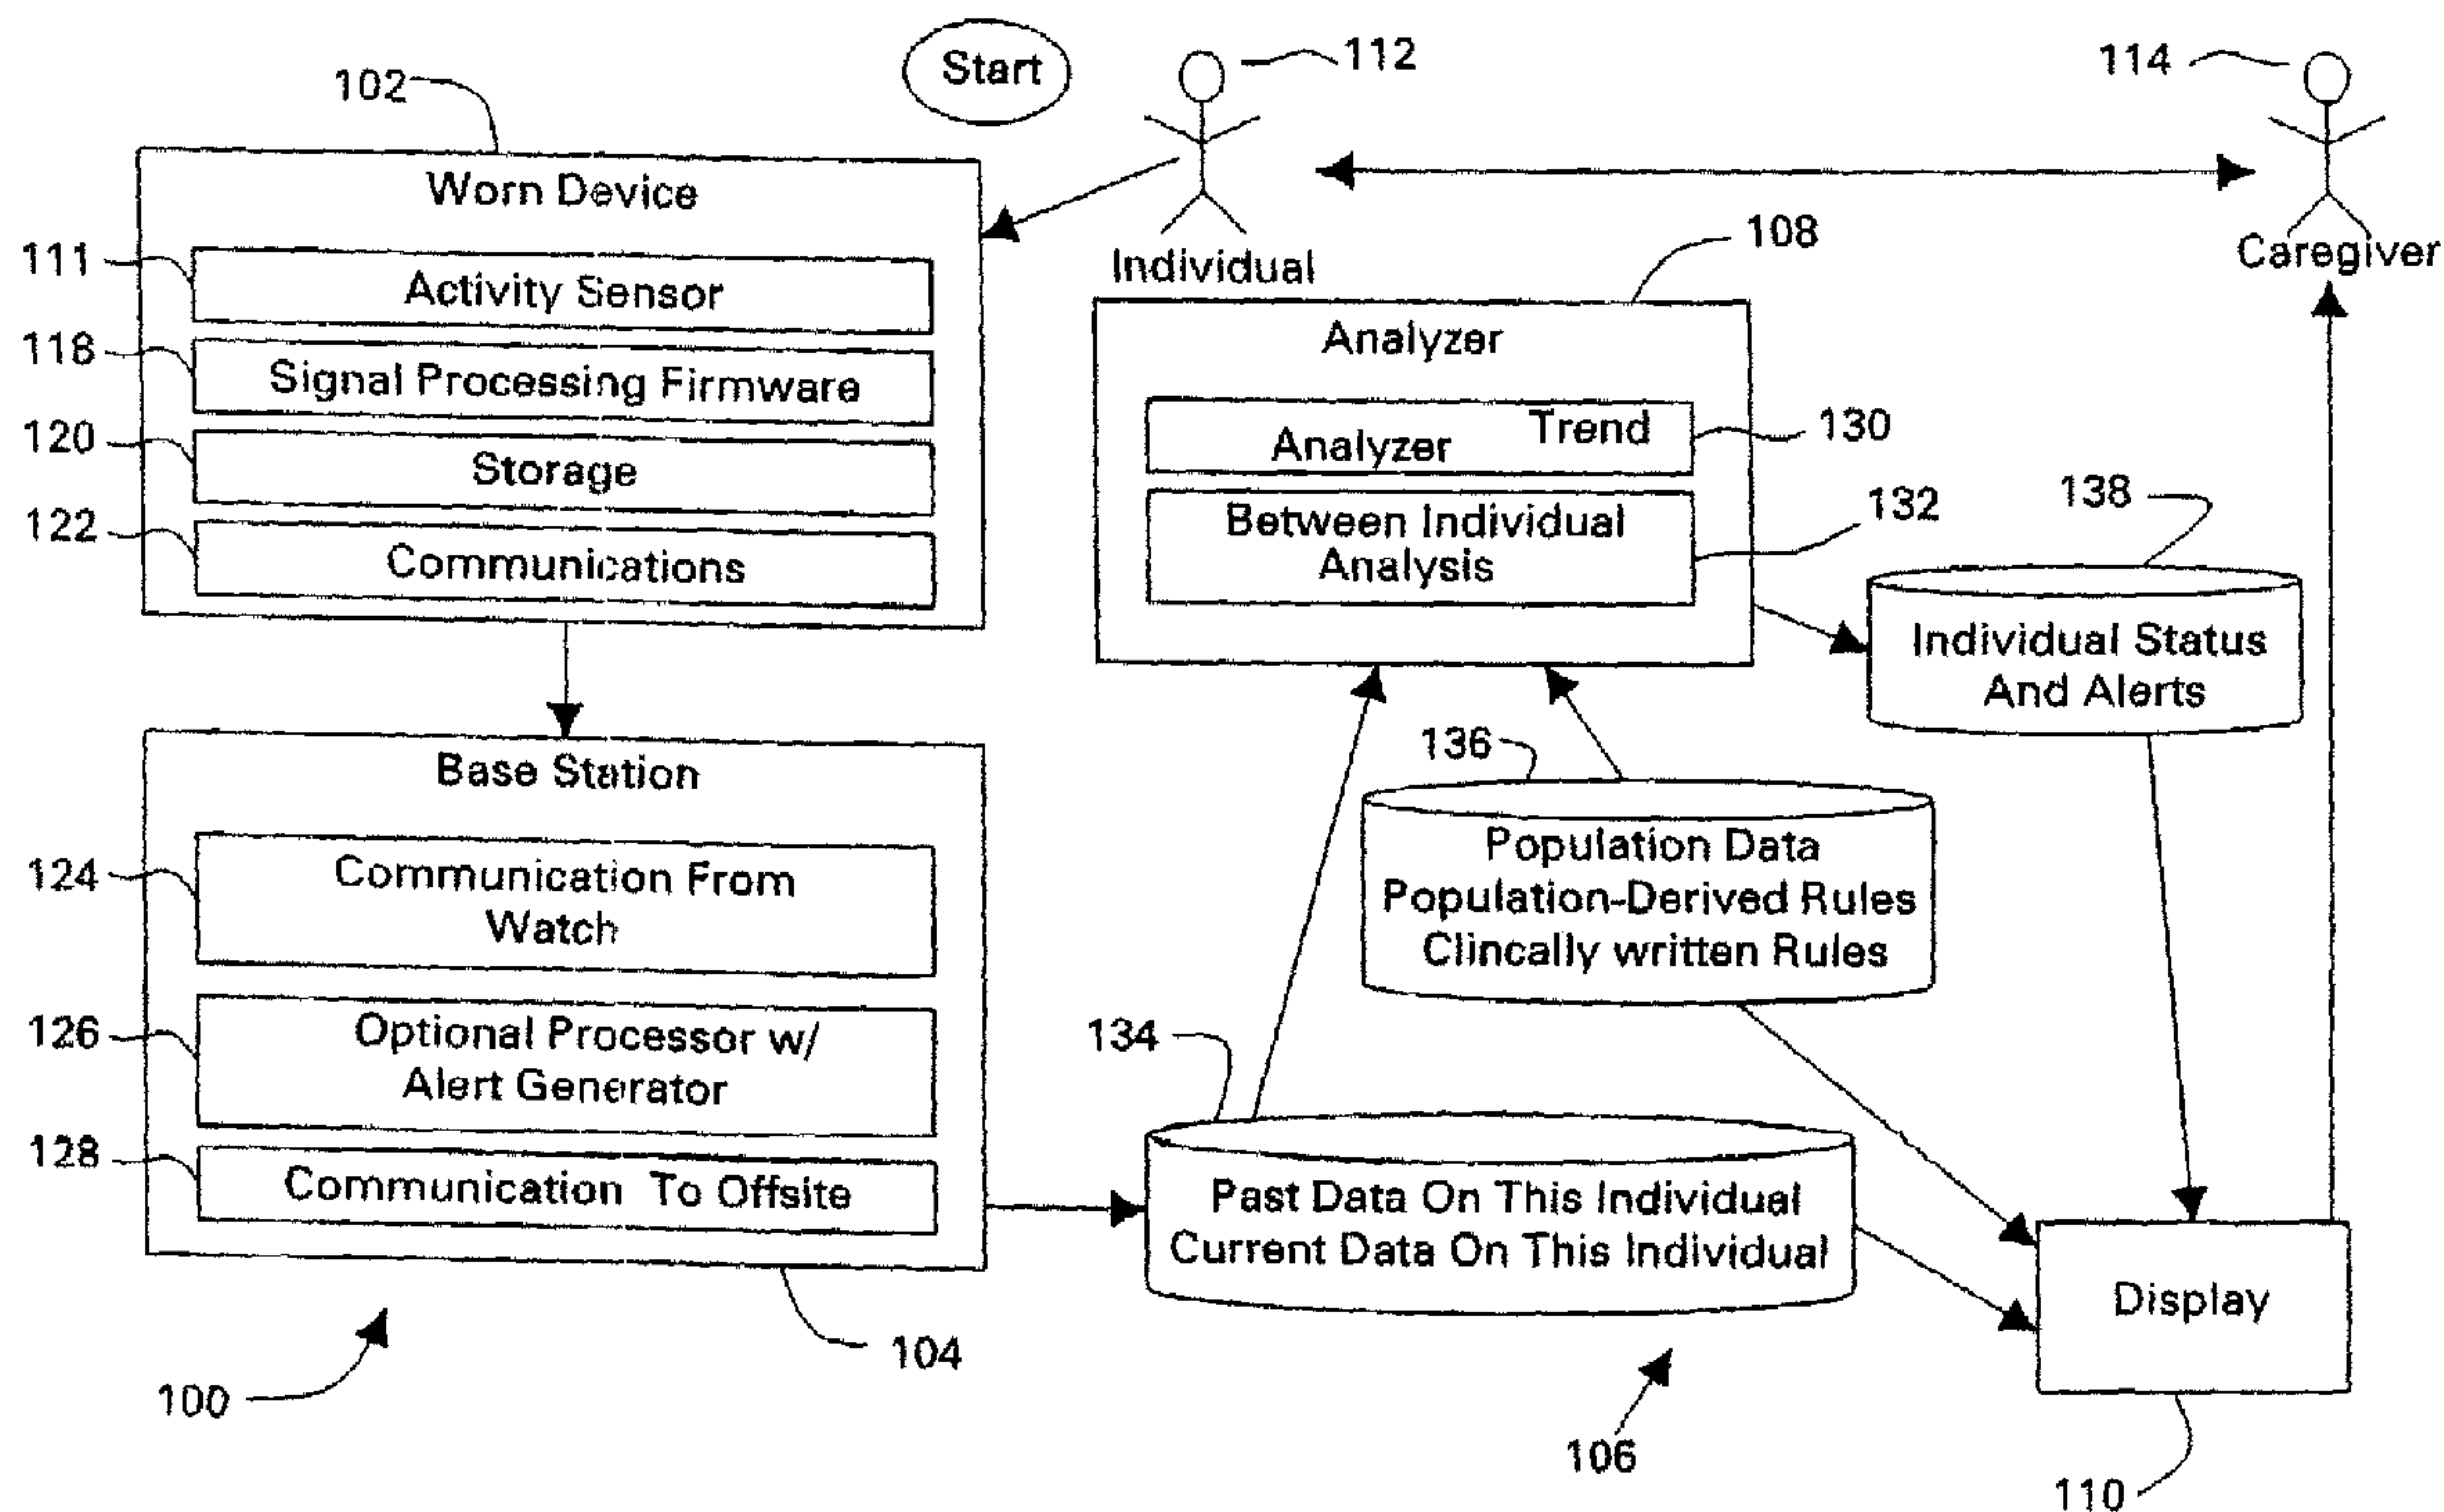 Start
112
114
102
Worn Device
Individual
Caregiver
111
Activity Sensor
118
Signal Processing Firmware
120
Storage
122
Communications
108
Analyzer
Trend
Analyzer
130
Between Individual
Analysis
132
138
Individual Status
And Alerts
Base Station
124
Communication From
Watch
126
Optional Processor w/
Alert Generator
128
Communication To Offsite
104
100
136
Population Data
Population-Derived Rules
Clincally written Rules
134
Past Data On This Individual
Current Data On This Individual
106
Display
110